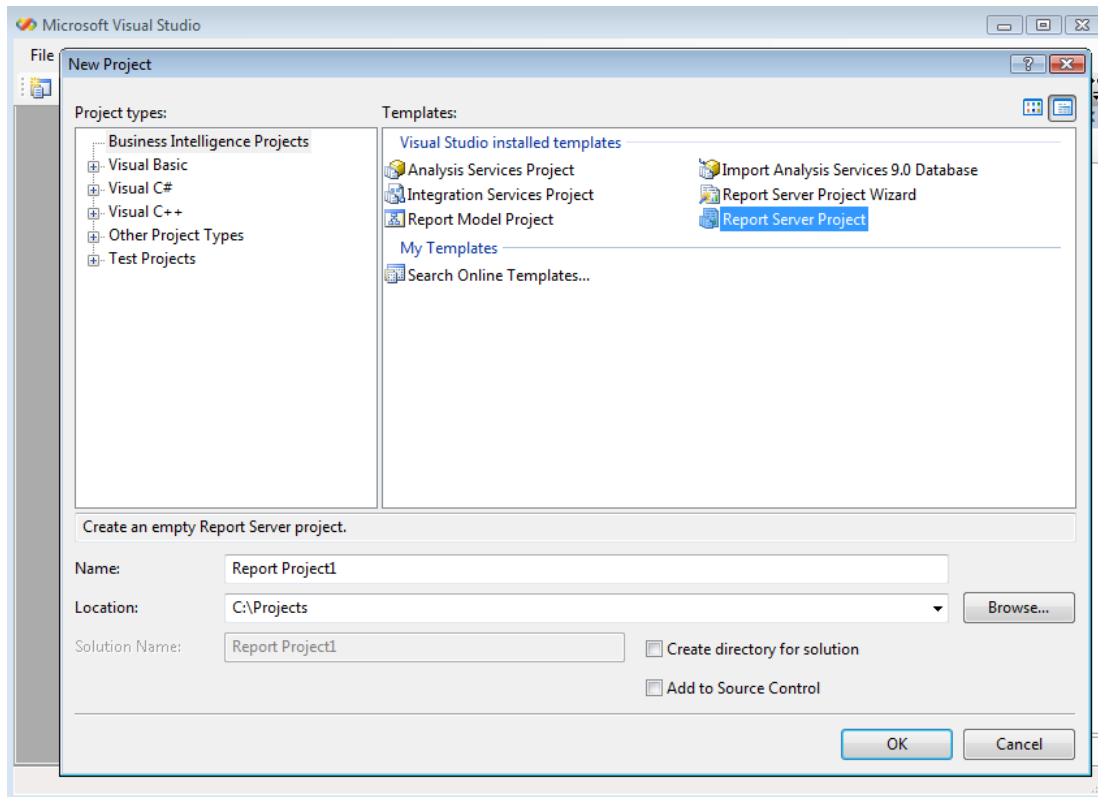 Microsoft Visual Studio
File
New Project
Project types:
Templates:
Business Intelligence Projects
Visual Basic
Visual C#
Visual C++
Other Project Types
Test Projects
Visual Studio installed templates
Analysis Services Project
Import Analysis Services 9.0 Database
Integration Services Project
Report Server Project Wizard
Report Model Project
Report Server Project
My Templates
Search Online Templates...
Create an empty Report Server project.
Name:
Report Project1
Location:
C:\Projects
Browse...
Solution Name:
Report Project1
Create directory for solution
Add to Source Control
OK
Cancel